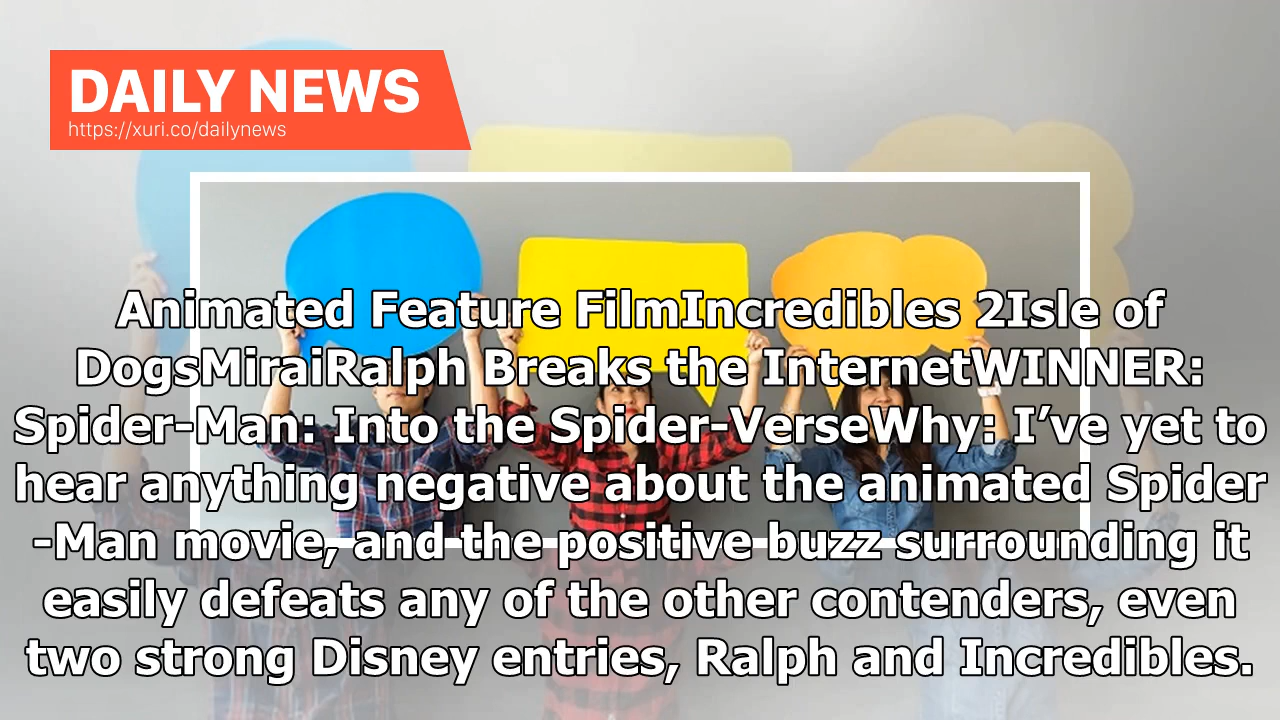 DAILY NEWS
https://xuri.co/dailynews
Animated Feature FilmIncredibles 2Isle of
DogsMiraiRalph Breaks the InternetWINNER:
Spider-Man: Into the Spider-VerseWhy: I’ve yet to
hear anything negative about the animated Spider
-Man movie, and the positive buzz surrounding it
easily defeats any of the other contenders, even
two strong Disney entries, Ralph and Incredibles.